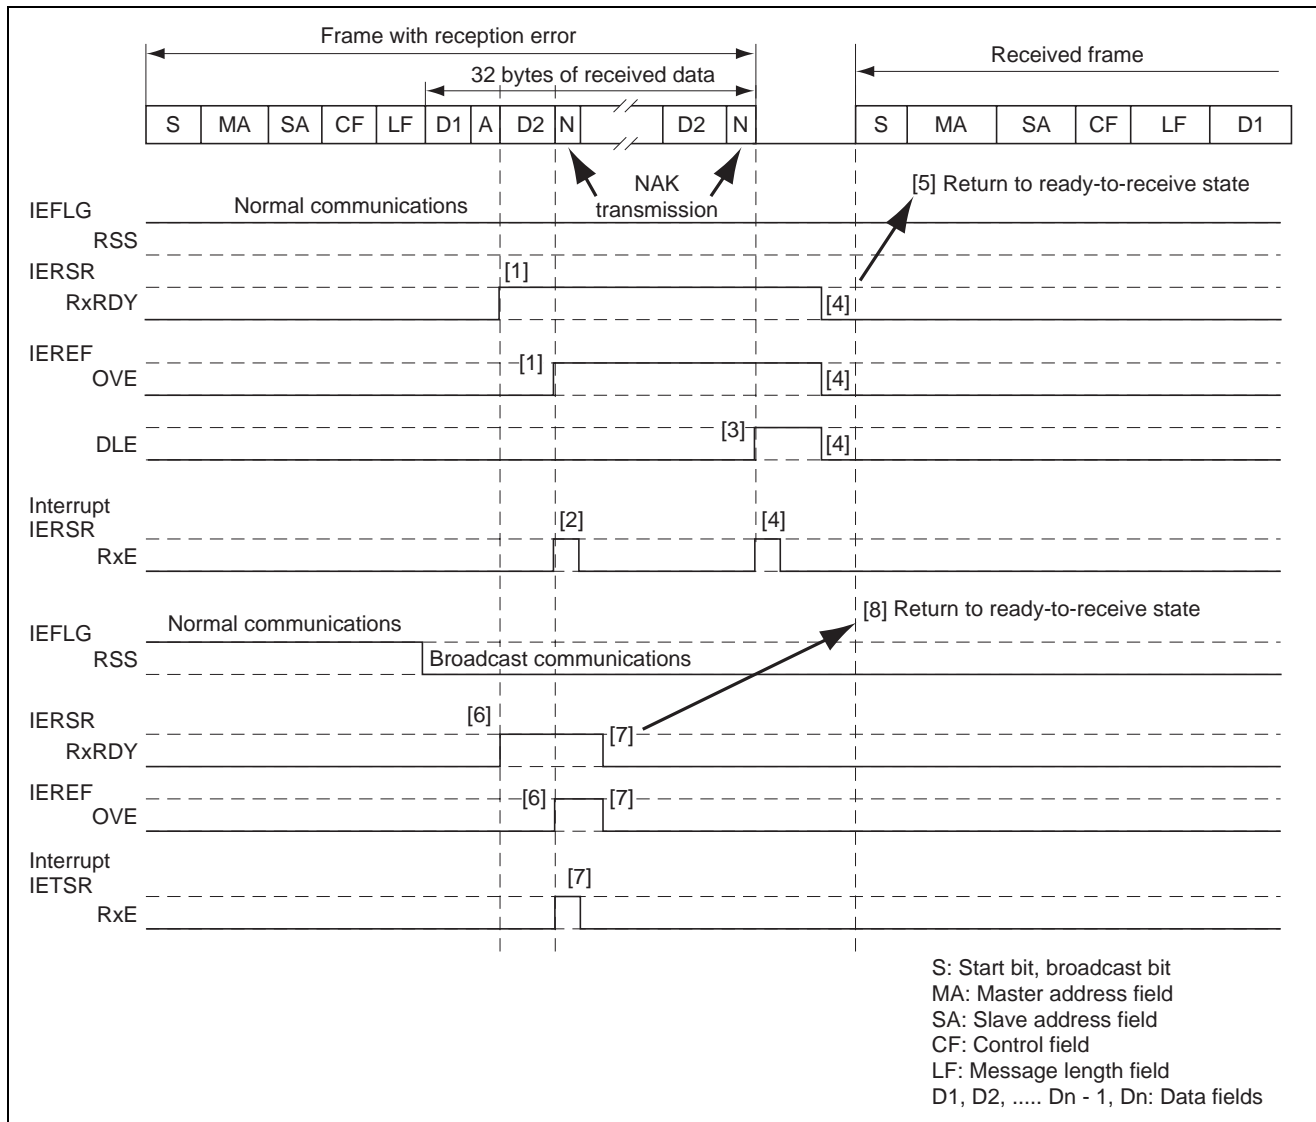 Frame with reception error
Received frame
32 bytes of received data
S MA SA CF LF D1 A D2 N D2 N S MA SA CF LF D1
NAK
transmission
[5] Return to ready-to-receive state
IEFLG
Normal communications
RSS
IERSR
[1]
RxRDY
[4]
IEREF
[1]
OVE
[4]
[3]
DLE
[4]
Interrupt
IERSR
[2]
[4]
RxE
[8] Return to ready-to-receive state
IEFLG
Normal communications
RSS
Broadcast communications
IERSR
[6]
[7]
RxRDY
IEREF
[6]
[7]
OVE
Interrupt
IETSR
[7]
RxE
S: Start bit, broadcast bit
MA: Master address field
SA: Slave address field
CF: Control field
LF: Message length field
D1, D2, ..... Dn - 1, Dn: Data fields